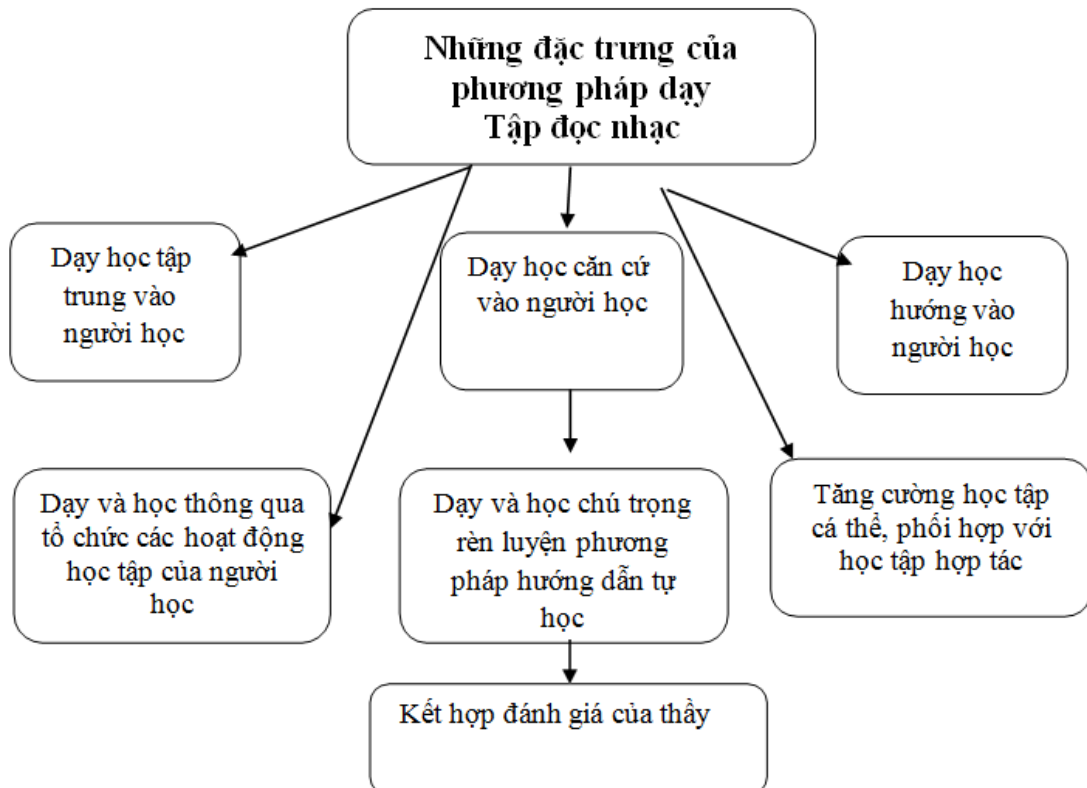 Những đặc trưng của
phương pháp dạy
Tập đọc nhạc
Dạy học tập
trung vào
người học
Dạy học căn cứ
vào người học
Dạy học
hướng vào
người học
Dạy và học thông qua
tổ chức các hoạt động
học tập của người
học
Dạy và học chú trọng
rèn luyện phương
pháp hướng dẫn tự
học
Tăng cường học tập
cá thể, phối hợp với
học tập hợp tác
Kết hợp đánh giá của thầy